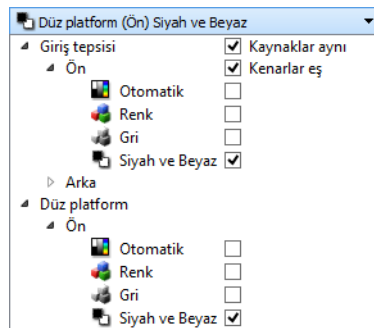 Düz platform (Ön) Siyah ve Beyaz
Giriş tepsisi Kaynaklar aynı
Ön Kenarlar eş
Otomatik
Renk
Gri
Siyah ve Beyaz
Arka
Düz platform
Ön
Otomatik
Renk
Gri
Siyah ve Beyaz